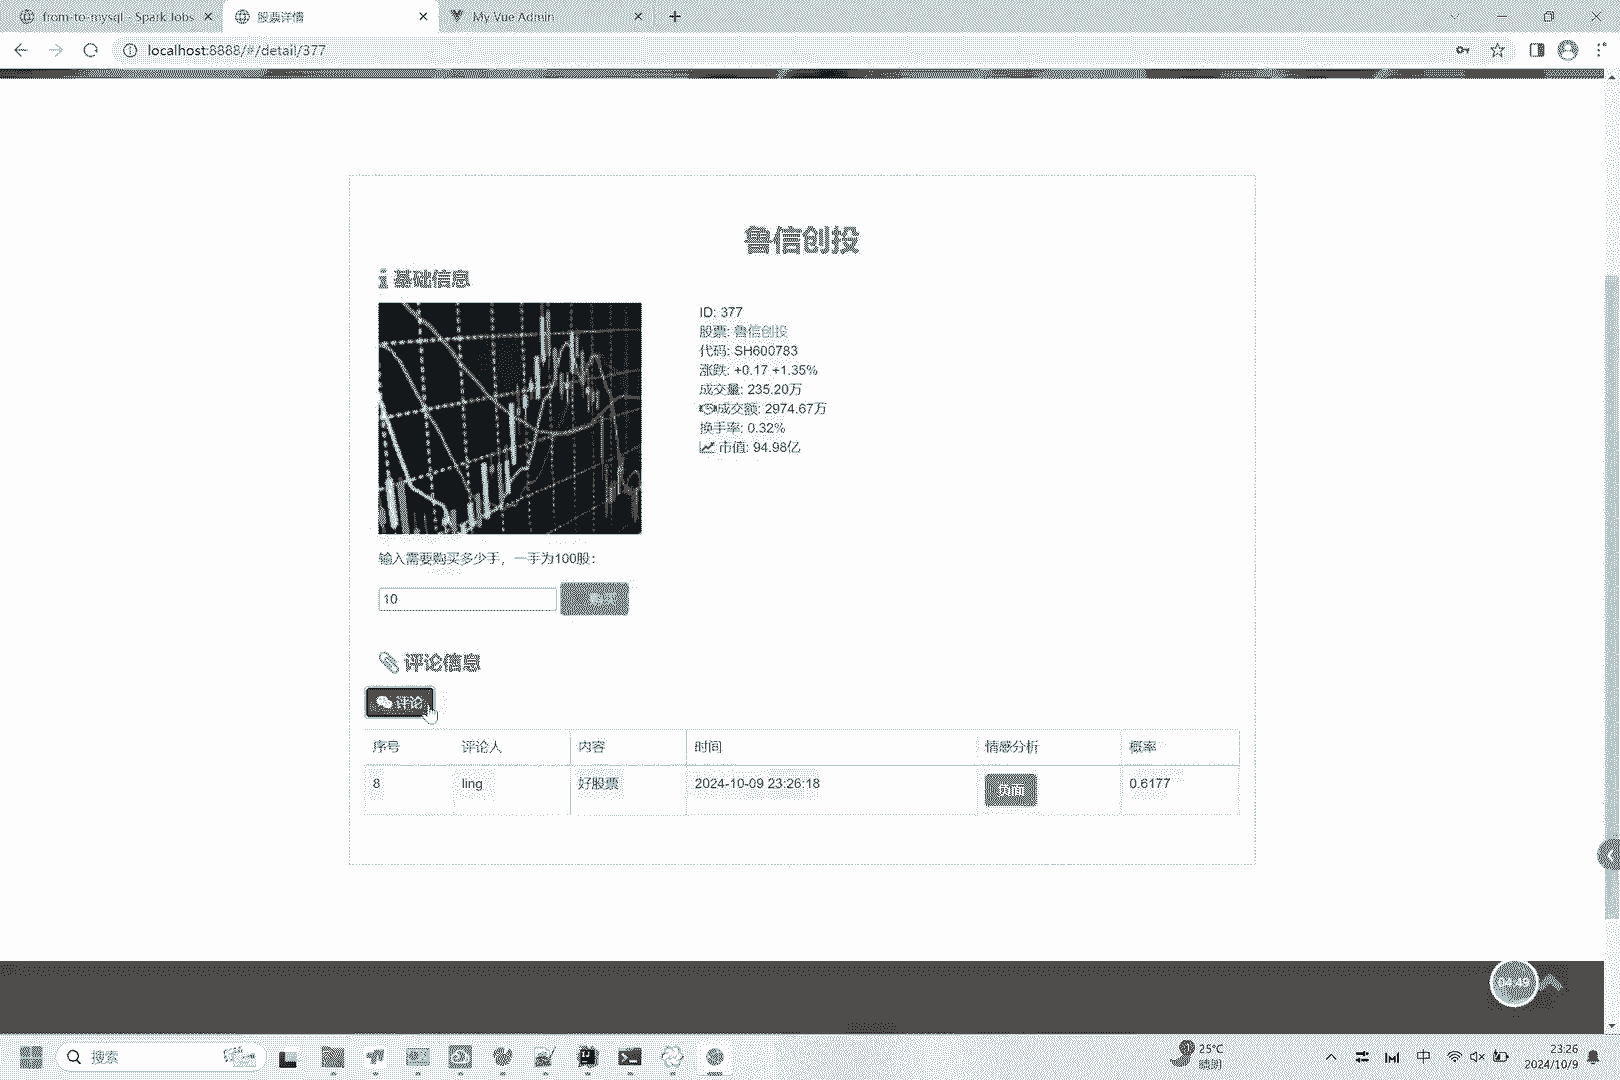 from-to-mysql - Spark Jobs
股票详情
My Vue Admin
localhost:8888/#/detail/377
鲁信创投
基础信息
ID: 377
股票: 鲁信创投
代码: SH600783
涨跌: +0.17 +1.35%
成交量: 235.20万
成交额: 2974.67万
换手率: 0.32%
市值: 94.98亿
输入需要购买多少手，一手为100股：
10 购买
评论信息
评论
序号 评论人 内容 时间 情感分析 概率
8 ling 好股票 2024-10-09 23:26:18 负面 0.6177
04:49
搜索
25°C
晴朗
中
23:26
2024/10/9